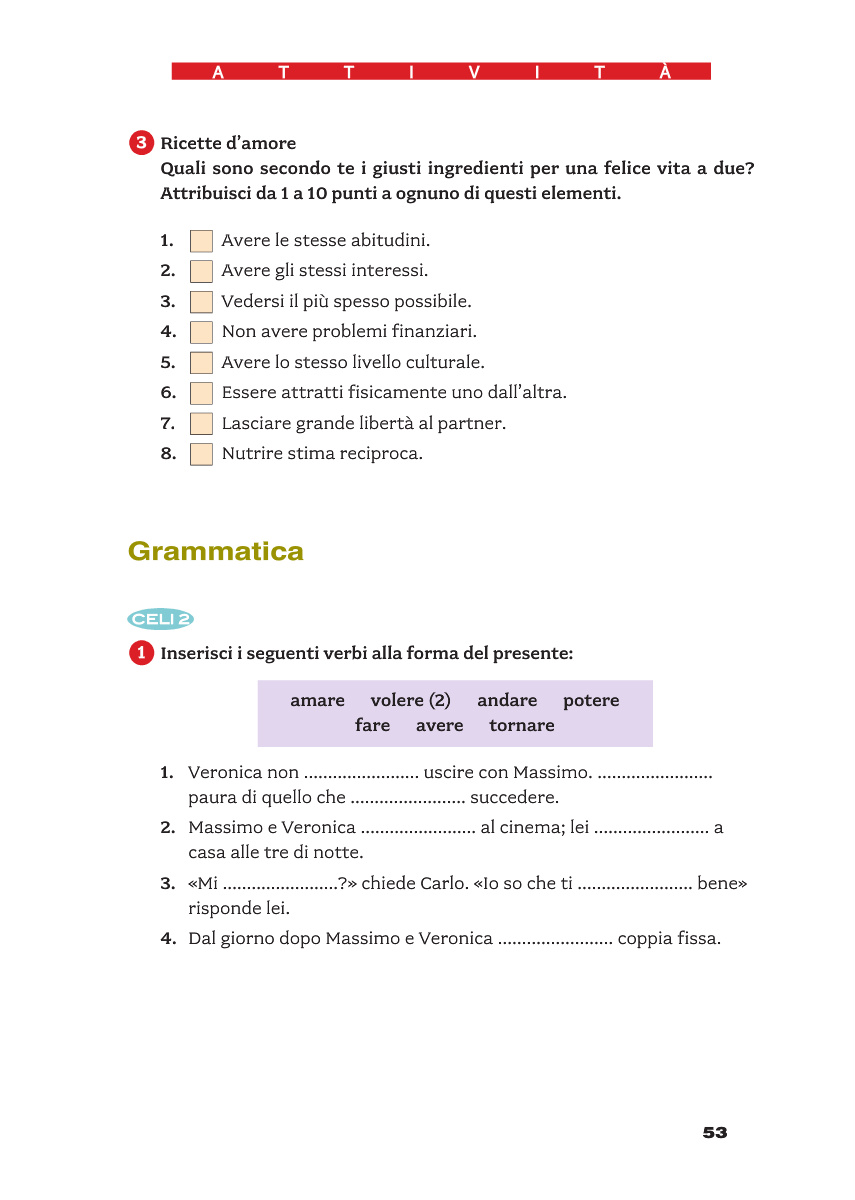 A T T I V I T À
3 Ricette d'amore
Quali sono secondo te i giusti ingredienti per una felice vita a due?
Attribuisci da 1 a 10 punti a ognuno di questi elementi.
1. Avere le stesse abitudini.
2. Avere gli stessi interessi.
3. Vedersi il più spesso possibile.
4. Non avere problemi finanziari.
5. Avere lo stesso livello culturale.
6. Essere attratti fisicamente uno dall'altra.
7. Lasciare grande libertà al partner.
8. Nutrire stima reciproca.
Grammatica
CELI 2
1 Inserisci i seguenti verbi alla forma del presente:
amare volere (2) andare potere
fare avere tornare
1. Veronica non ........................ uscire con Massimo. ........................
paura di quello che ........................ succedere.
2. Massimo e Veronica ........................ al cinema; lei ........................ a
casa alle tre di notte.
3. «Mi ........................?» chiede Carlo. «Io so che ti ........................ bene»
risponde lei.
4. Dal giorno dopo Massimo e Veronica ........................ coppia fissa.
53